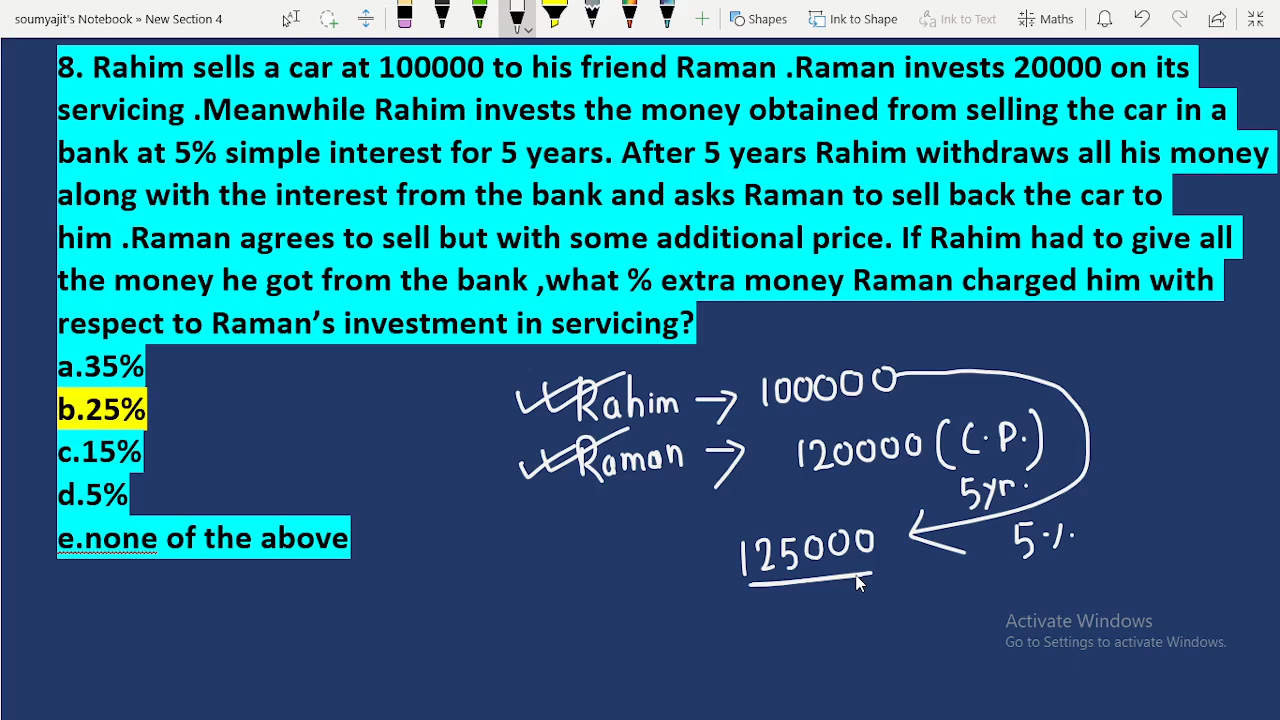 soumyajit's Notebook » New Section 4
Shapes
Ink to Shape
Ink to Text
Maths
8. Rahim sells a car at 100000 to his friend Raman .Raman invests 20000 on its
servicing .Meanwhile Rahim invests the money obtained from selling the car in a
bank at 5% simple interest for 5 years. After 5 years Rahim withdraws all his money
along with the interest from the bank and asks Raman to sell back the car to
him .Raman agrees to sell but with some additional price. If Rahim had to give all
the money he got from the bank ,what % extra money Raman charged him with
respect to Raman’s investment in servicing?
a.35%
b.25%
c.15%
d.5%
e.none of the above
Rahim → 100000
Raman → 120000 (C.P.)
5yr.
5%
125000
Activate Windows
Go to Settings to activate Windows.